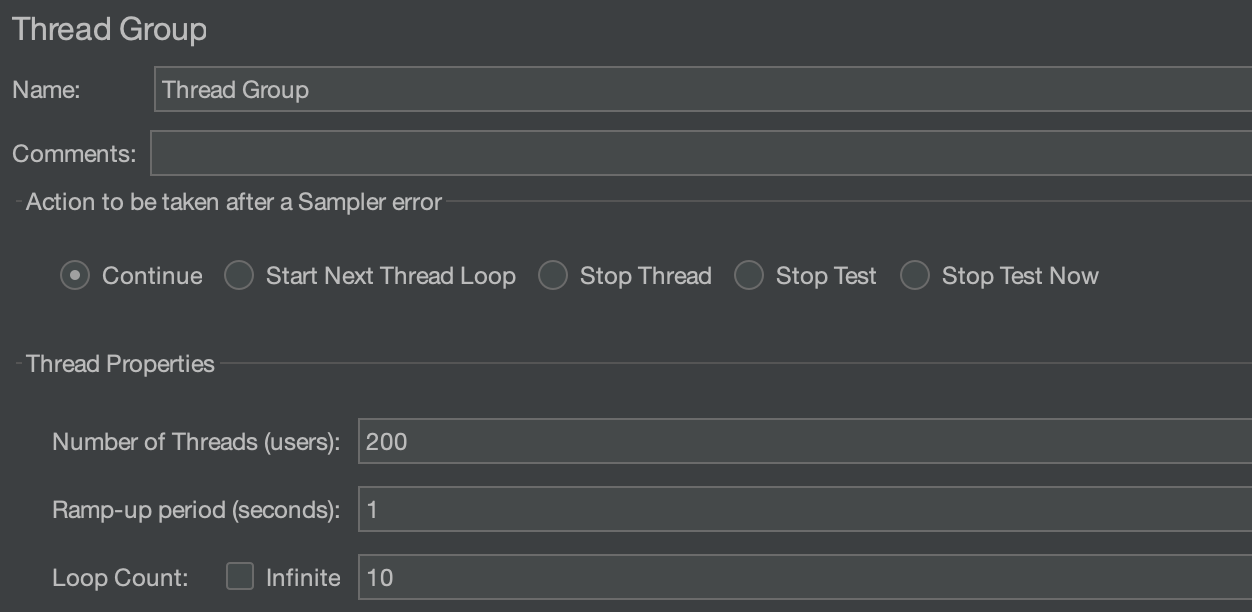 Thread Group
Name: Thread Group
Comments:
Action to be taken after a Sampler error
Continue Start Next Thread Loop Stop Thread Stop Test Stop Test Now
Thread Properties
Number of Threads (users): 200
Ramp-up period (seconds): 1
Loop Count: Infinite 10